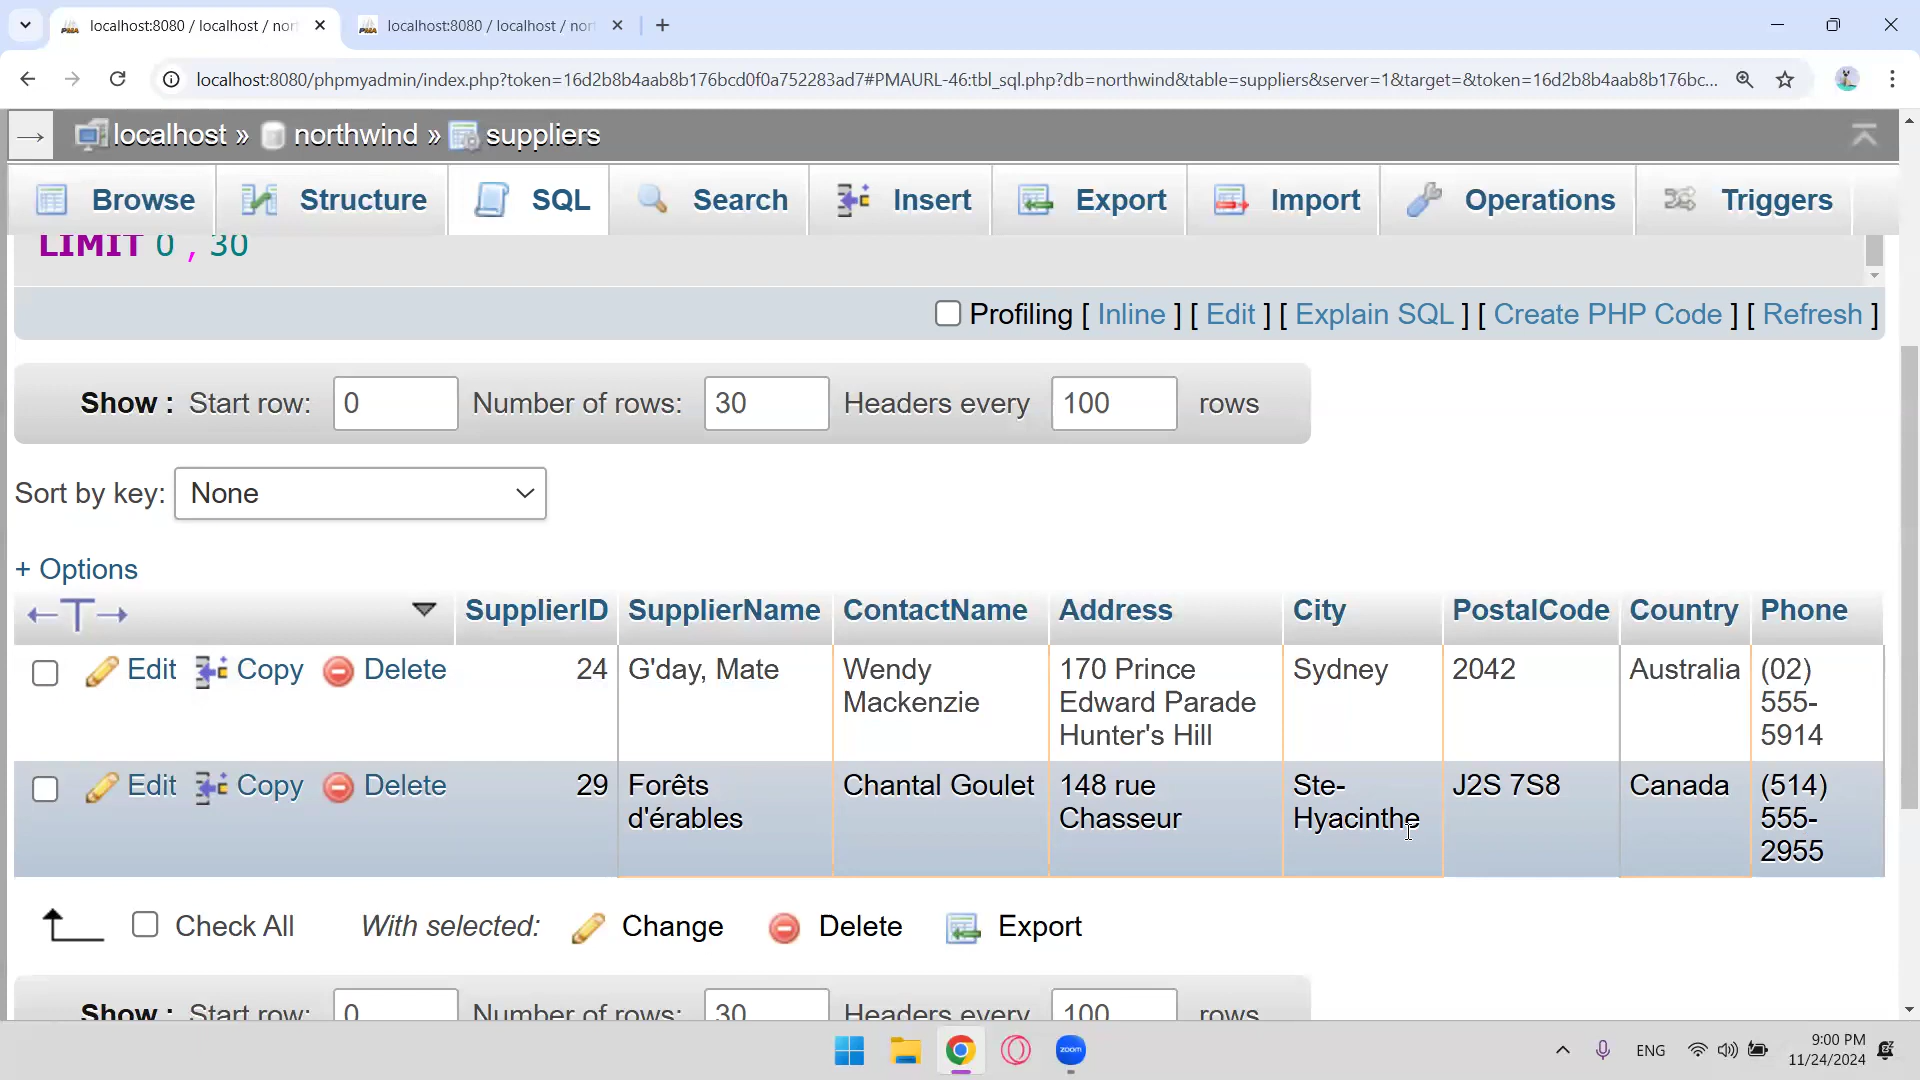 localhost:8080 / localhost / nor
localhost:8080 / localhost / nor
localhost:8080/phpmyadmin/index.php?token=16d2b8b4aab8b176bcd0f0a752283ad7#PMAURL-46:tbl_sql.php?db=northwind&table=suppliers&server=1&target=&token=16d2b8b4aab8b176bc...
localhost » northwind » suppliers
Browse Structure SQL Search Insert Export Import Operations Triggers
LIMIT 0 , 30
Profiling [ Inline ] [ Edit ] [ Explain SQL ] [ Create PHP Code ] [ Refresh ]
Show : Start row: 0 Number of rows: 30 Headers every 100 rows
Sort by key: None
+ Options
←T→ SupplierID SupplierName ContactName Address City PostalCode Country Phone
Edit Copy Delete 24 G'day, Mate Wendy 170 Prince Sydney 2042 Australia (02)
Mackenzie Edward Parade 555-
Hunter's Hill 5914
Edit Copy Delete 29 Forêts Chantal Goulet 148 rue Ste- J2S 7S8 Canada (514)
d'érables Chasseur Hyacinthe 555-
2955
Check All With selected: Change Delete Export
Show : Start row: 0 Number of rows: 30 Headers every 100 rows
zoom
ENG
9:00 PM
11/24/2024